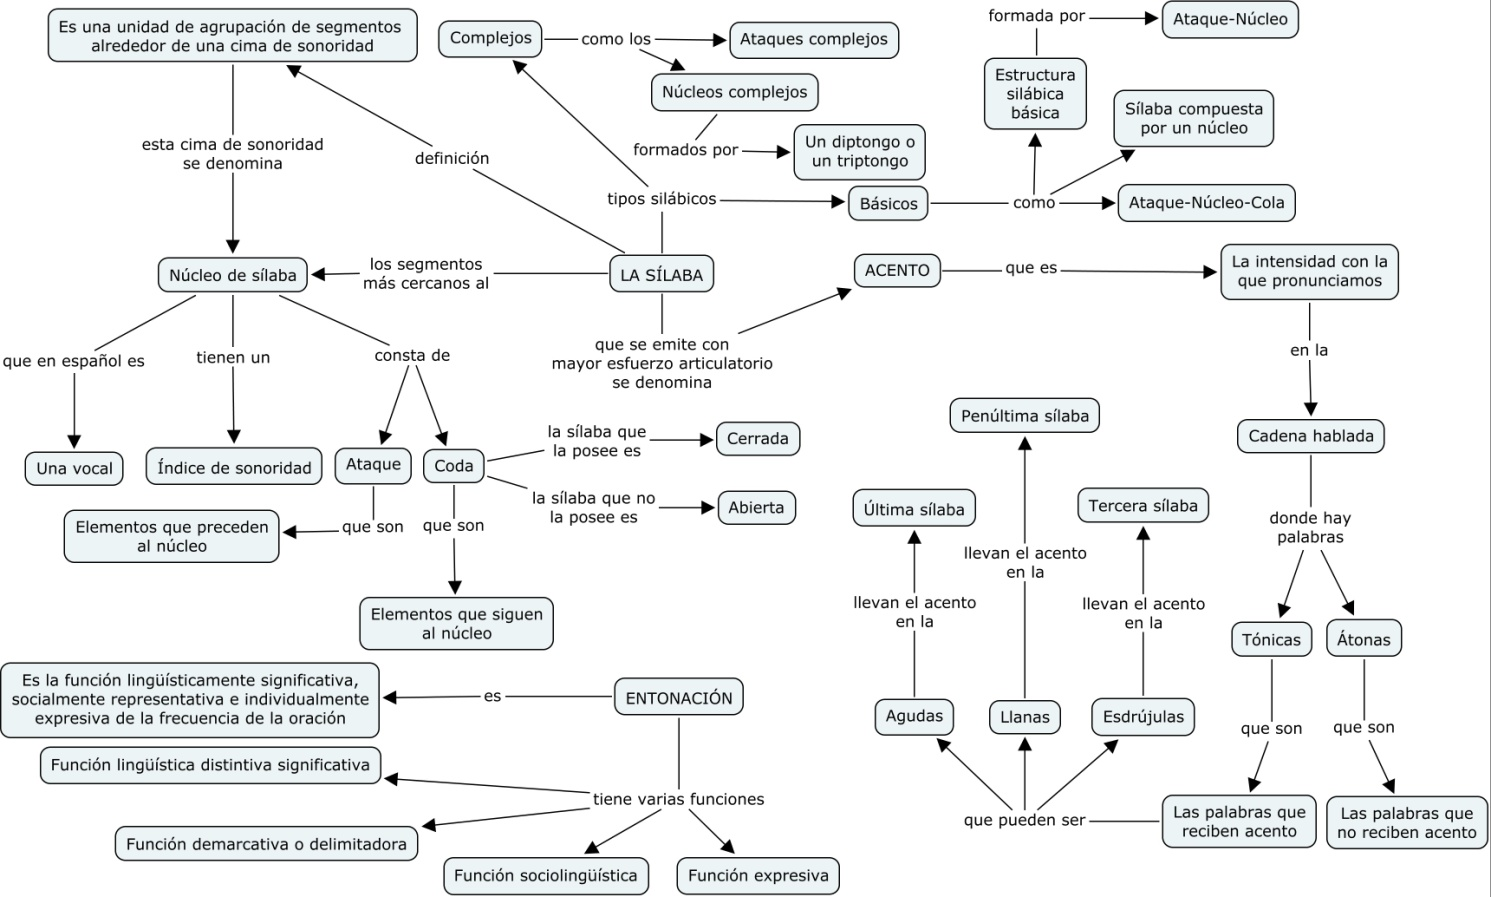 Es una unidad de agrupación de segmentos
alrededor de una cima de sonoridad
esta cima de sonoridad
se denomina
definición
Complejos
como los
Ataques complejos
Núcleos complejos
formados por
Un diptongo o
un triptongo
tipos silábicos
Básicos
como
formada por
Ataque-Núcleo
Estructura
silábica
básica
Sílaba compuesta
por un núcleo
Ataque-Núcleo-Cola
Núcleo de sílaba
los segmentos
más cercanos al
LA SÍLABA
ACENTO
que es
La intensidad con la
que pronunciamos
que se emite con
mayor esfuerzo articulatorio
se denomina
que en español es
tienen un
consta de
Una vocal
Índice de sonoridad
Ataque
Coda
la sílaba que
la posee es
Cerrada
la sílaba que no
la posee es
Abierta
Elementos que preceden
al núcleo
que son
que son
Elementos que siguen
al núcleo
en la
Cadena hablada
donde hay
palabras
Tónicas
Átonas
que son
que son
Las palabras que
reciben acento
Las palabras que
no reciben acento
Penúltima sílaba
Última sílaba
Tercera sílaba
llevan el acento
en la
llevan el acento
en la
llevan el acento
en la
Agudas
Llanas
Esdrújulas
que pueden ser
Es la función lingüísticamente significativa,
socialmente representativa e individualmente
expresiva de la frecuencia de la oración
es
ENTONACIÓN
Función lingüística distintiva significativa
tiene varias funciones
Función demarcativa o delimitadora
Función sociolingüística
Función expresiva